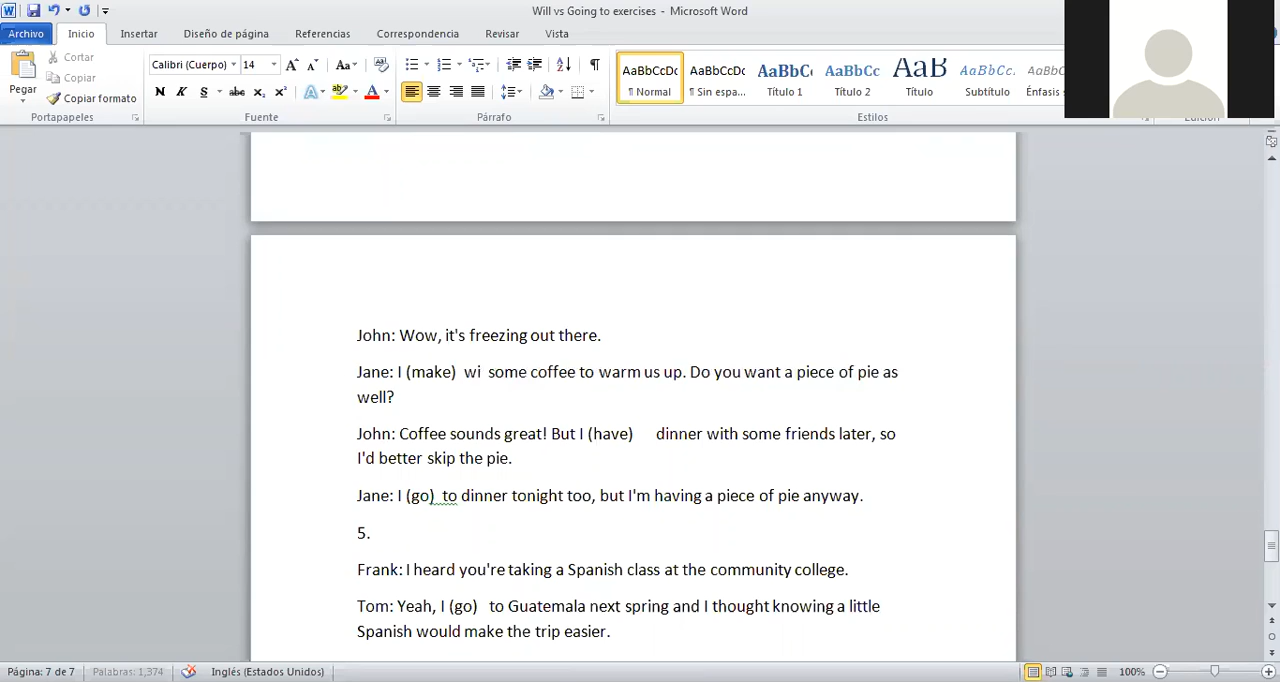 Will vs Going to exercises - Microsoft Word
Archivo Inicio Insertar Diseño de página Referencias Correspondencia Revisar Vista
Pegar
Cortar
Copiar
Copiar formato
Portapapeles
Calibri (Cuerpo) 14
N K S abc x₂ x² A ab A
Aa
Fuente
Párrafo
AaBbCcDc AaBbCcDc AaBbC AaBbCc AaB AaBbCc. AaBbCc
¶ Normal ¶ Sin espa... Título 1 Título 2 Título Subtítulo Énfasis
Estilos
Edición
John: Wow, it's freezing out there.
Jane: I (make) wi some coffee to warm us up. Do you want a piece of pie as
well?
John: Coffee sounds great! But I (have) dinner with some friends later, so
I'd better skip the pie.
Jane: I (go) to dinner tonight too, but I'm having a piece of pie anyway.
5.
Frank: I heard you're taking a Spanish class at the community college.
Tom: Yeah, I (go) to Guatemala next spring and I thought knowing a little
Spanish would make the trip easier.
Página: 7 de 7 Palabras: 1,374 Inglés (Estados Unidos) 100%